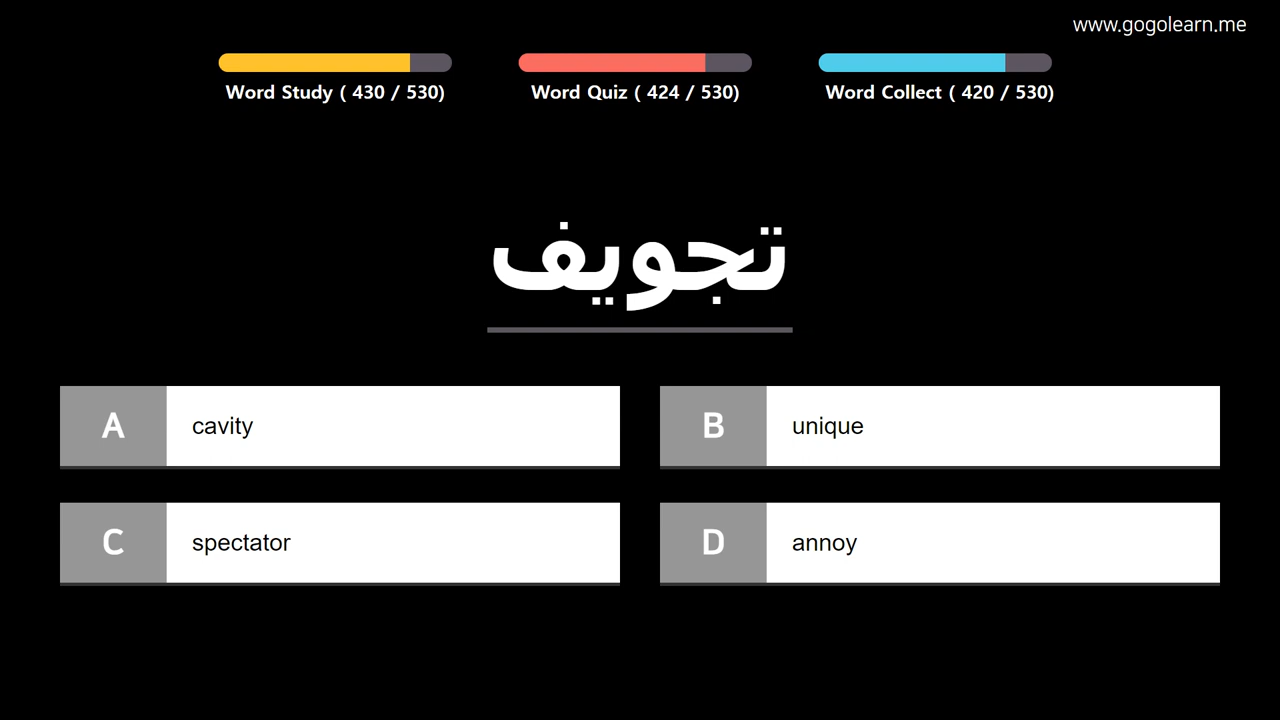 www.gogolearn.me
Word Study ( 430 / 530)
Word Quiz ( 424 / 530)
Word Collect ( 420 / 530)
تجويف
A cavity
B unique
C spectator
D annoy